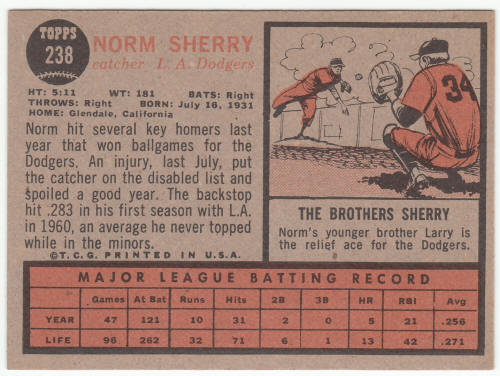 TOPPS
238
NORM SHERRY
catcher L. A. Dodgers
HT: 5:11 WT: 181 BATS: Right
THROWS: Right BORN: July 16, 1931
HOME: Glendale, California
Norm hit several key homers last
year that won ballgames for the
Dodgers. An injury, last July, put
the catcher on the disabled list and
spoiled a good year. The backstop
hit .283 in his first season with L.A.
in 1960, an average he never topped
while in the minors.
©T.C.G. PRINTED IN U.S.A.
34
THE BROTHERS SHERRY
Norm's younger brother Larry is
the relief ace for the Dodgers.
MAJOR LEAGUE BATTING RECORD
Games At Bat Runs Hits 2B 3B HR RBI Avg
YEAR 47 121 10 31 2 0 5 21 .256
LIFE 96 262 32 71 6 1 13 42 .271